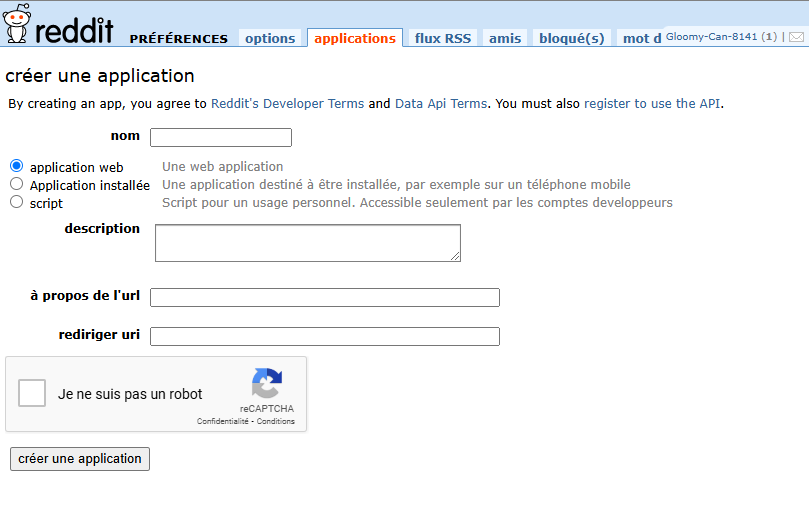 reddit PRÉFÉRENCES options applications flux RSS amis bloqué(s) mot d Gloomy-Can-8141 (1) |
créer une application
By creating an app, you agree to Reddit's Developer Terms and Data Api Terms. You must also register to use the API.
nom
application web Une web application
Application installée Une application destiné à être installée, par exemple sur un téléphone mobile
script Script pour un usage personnel. Accessible seulement par les comptes developpeurs
description
à propos de l'url
rediriger uri
Je ne suis pas un robot
reCAPTCHA
Confidentialité - Conditions
créer une application